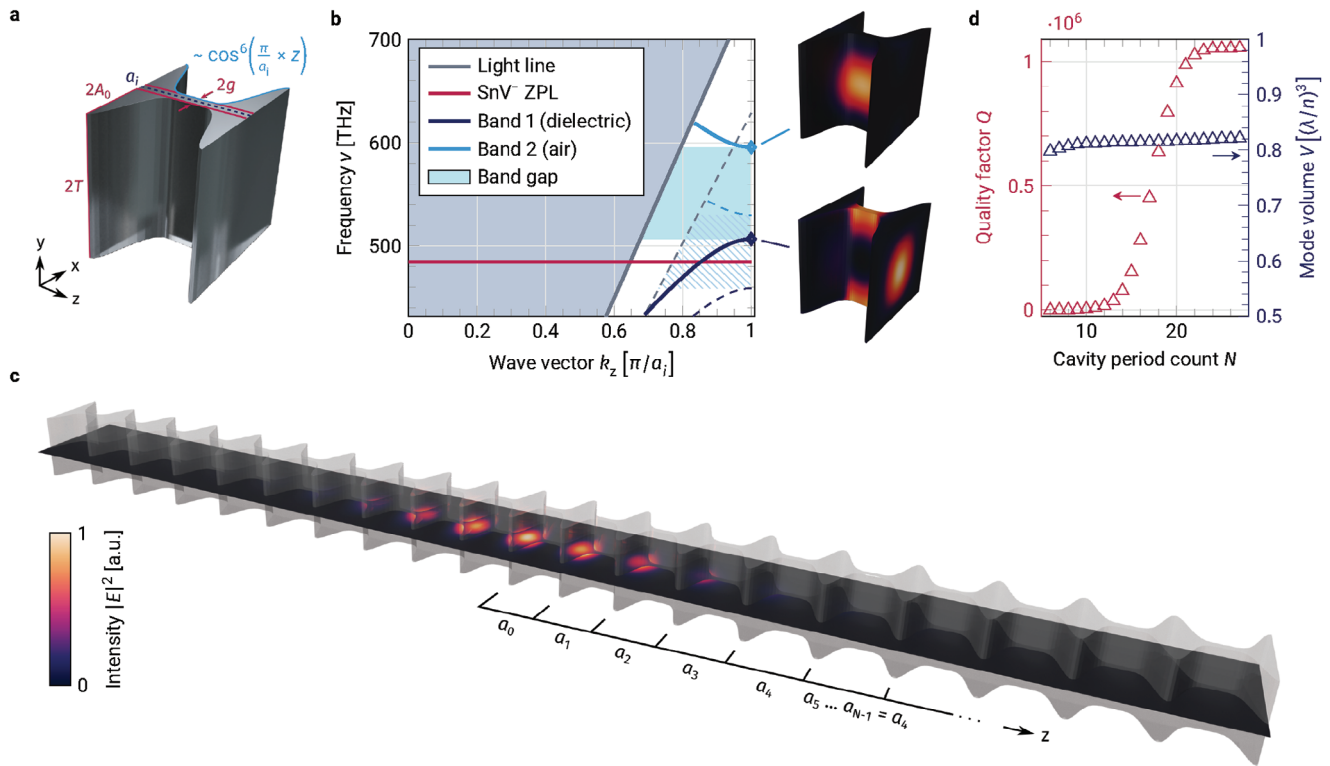 a
~ cos⁶(π/aᵢ × z)
aᵢ
2g
2A₀
2T
y
x
z
b
700
600
500
Frequency ν [THz]
Light line
SnV⁻ ZPL
Band 1 (dielectric)
Band 2 (air)
Band gap
0
0.2
0.4
0.6
0.8
1
Wave vector k_z [π/aᵢ]
d
·10⁶
1
0.5
0
Quality factor Q
1
0.9
0.8
0.7
0.6
0.5
Mode volume V [(λ/n)³]
10
20
Cavity period count N
c
1
0
Intensity |E|² [a.u.]
a₀
a₁
a₂
a₃
a₄
a₅ ... a_N-1 = a₄
...
z